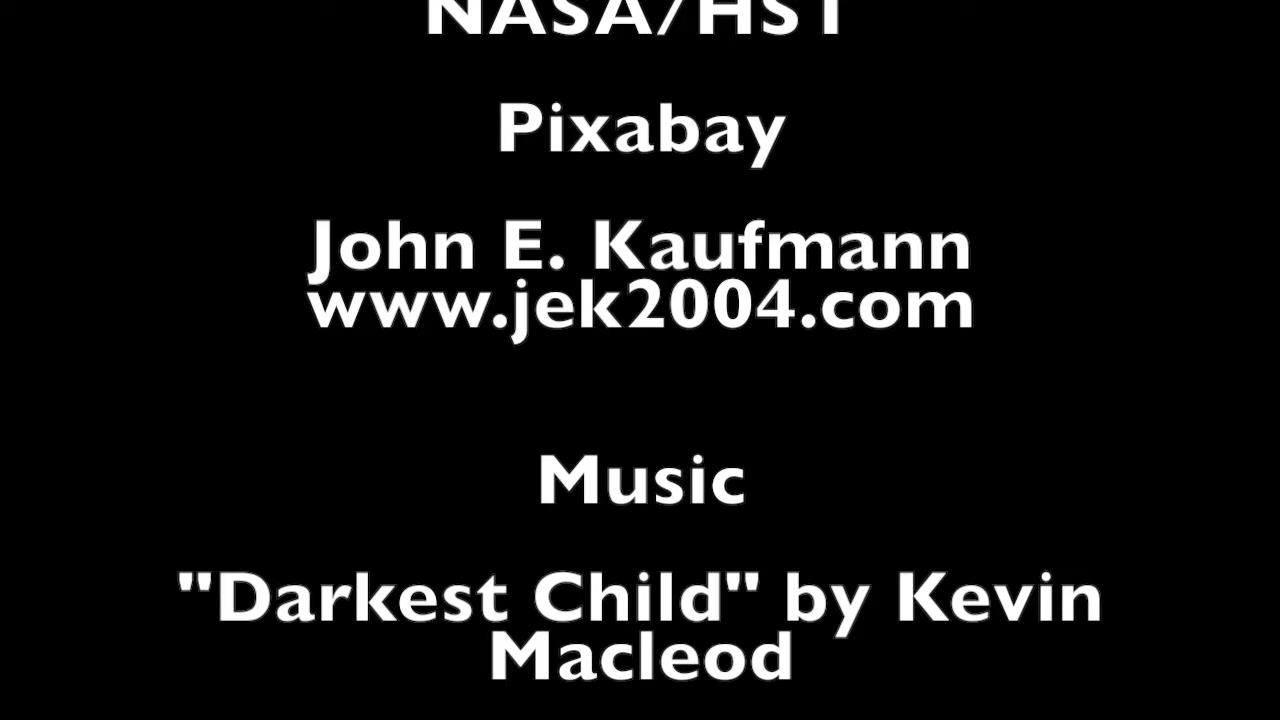 NASA/HST
Pixabay
John E. Kaufmann
www.jek2004.com
Music
"Darkest Child" by Kevin
Macleod